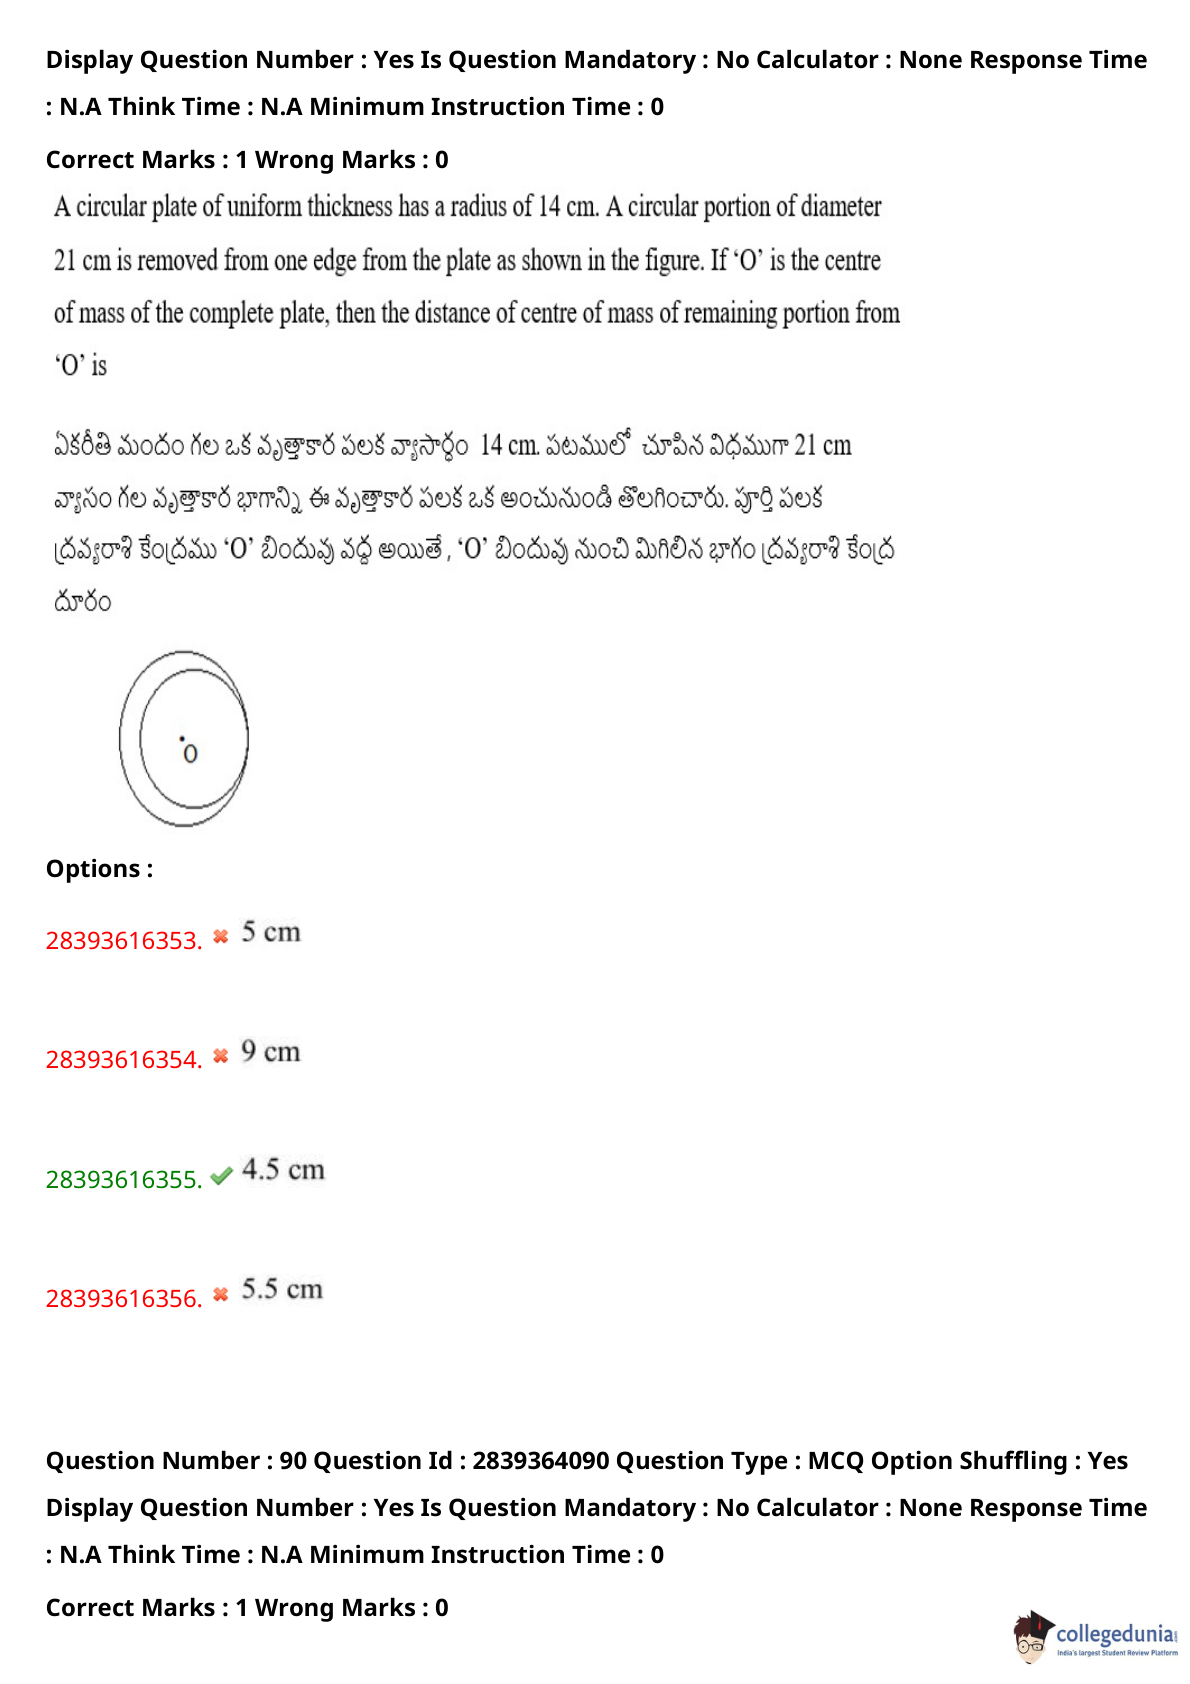 Display Question Number : Yes Is Question Mandatory : No Calculator : None Response Time
: N.A Think Time : N.A Minimum Instruction Time : 0
Correct Marks : 1 Wrong Marks : 0
A circular plate of uniform thickness has a radius of 14 cm. A circular portion of diameter
21 cm is removed from one edge from the plate as shown in the figure. If ‘O’ is the centre
of mass of the complete plate, then the distance of centre of mass of remaining portion from
‘O’ is
ఏకరీతి మందం గల ఒక వృత్తాకార పలక వ్యాసార్ధం 14 cm. పటములో చూపిన విధముగా 21 cm
వ్యాసం గల వృత్తాకార భాగాన్ని ఈ వృత్తాకార పలక ఒక అంచునుండి తొలగించారు. పూర్తి పలక
ద్రవ్యరాశి కేంద్రము ‘O’ బిందువు వద్ద అయితే , ‘O’ బిందువు నుంచి మిగిలిన భాగం ద్రవ్యరాశి కేంద్ర
దూరం
O
Options :
28393616353. 5 cm
28393616354. 9 cm
28393616355. 4.5 cm
28393616356. 5.5 cm
Question Number : 90 Question Id : 2839364090 Question Type : MCQ Option Shuffling : Yes
Display Question Number : Yes Is Question Mandatory : No Calculator : None Response Time
: N.A Think Time : N.A Minimum Instruction Time : 0
Correct Marks : 1 Wrong Marks : 0
collegedunia
India's largest Student Review Platform